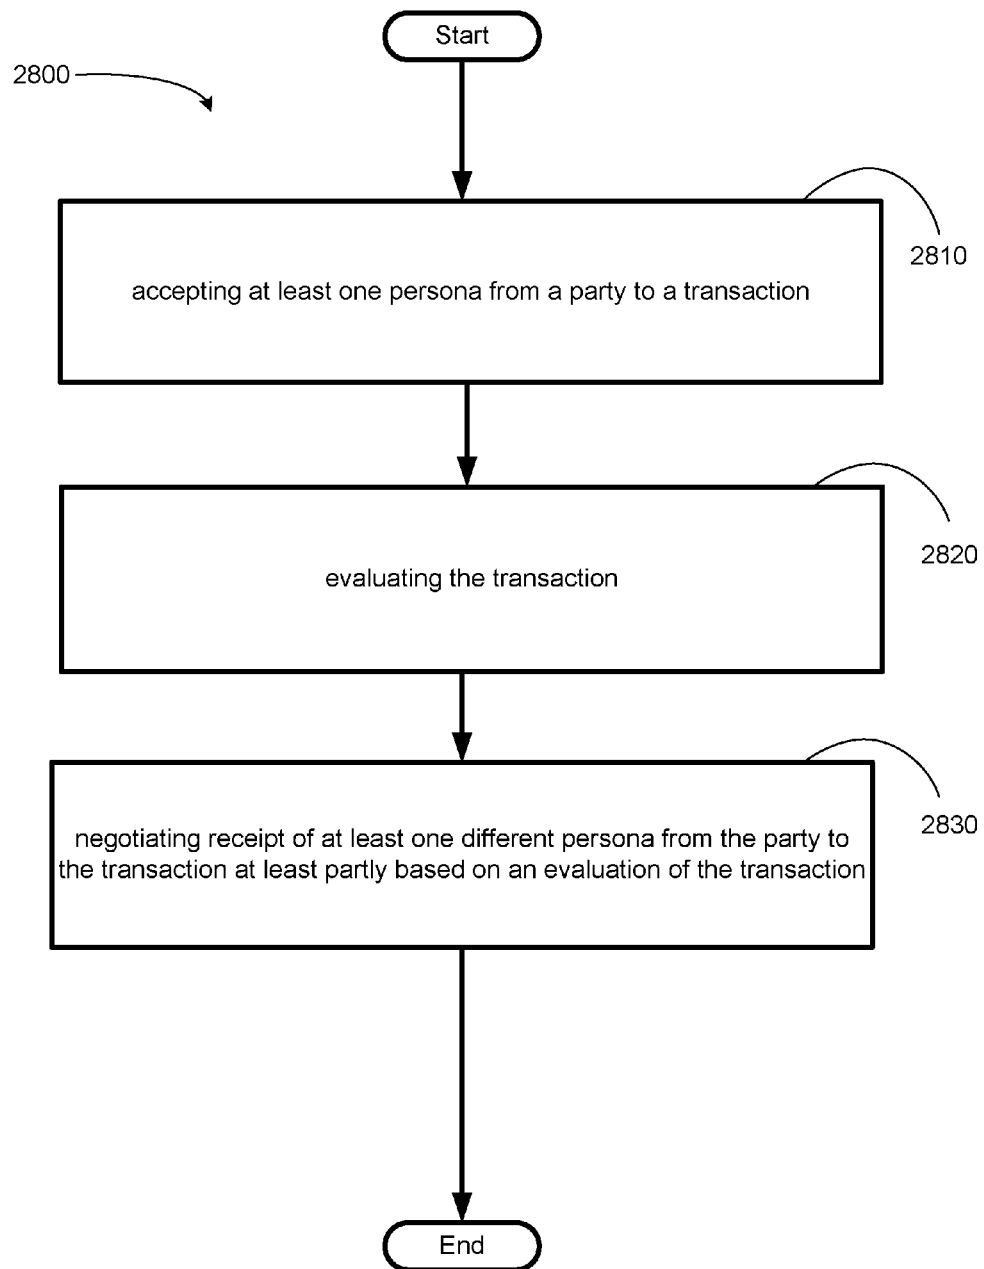 Start
2800
2810
accepting at least one persona from a party to a transaction
2820
evaluating the transaction
2830
negotiating receipt of at least one different persona from the party to
the transaction at least partly based on an evaluation of the transaction
End